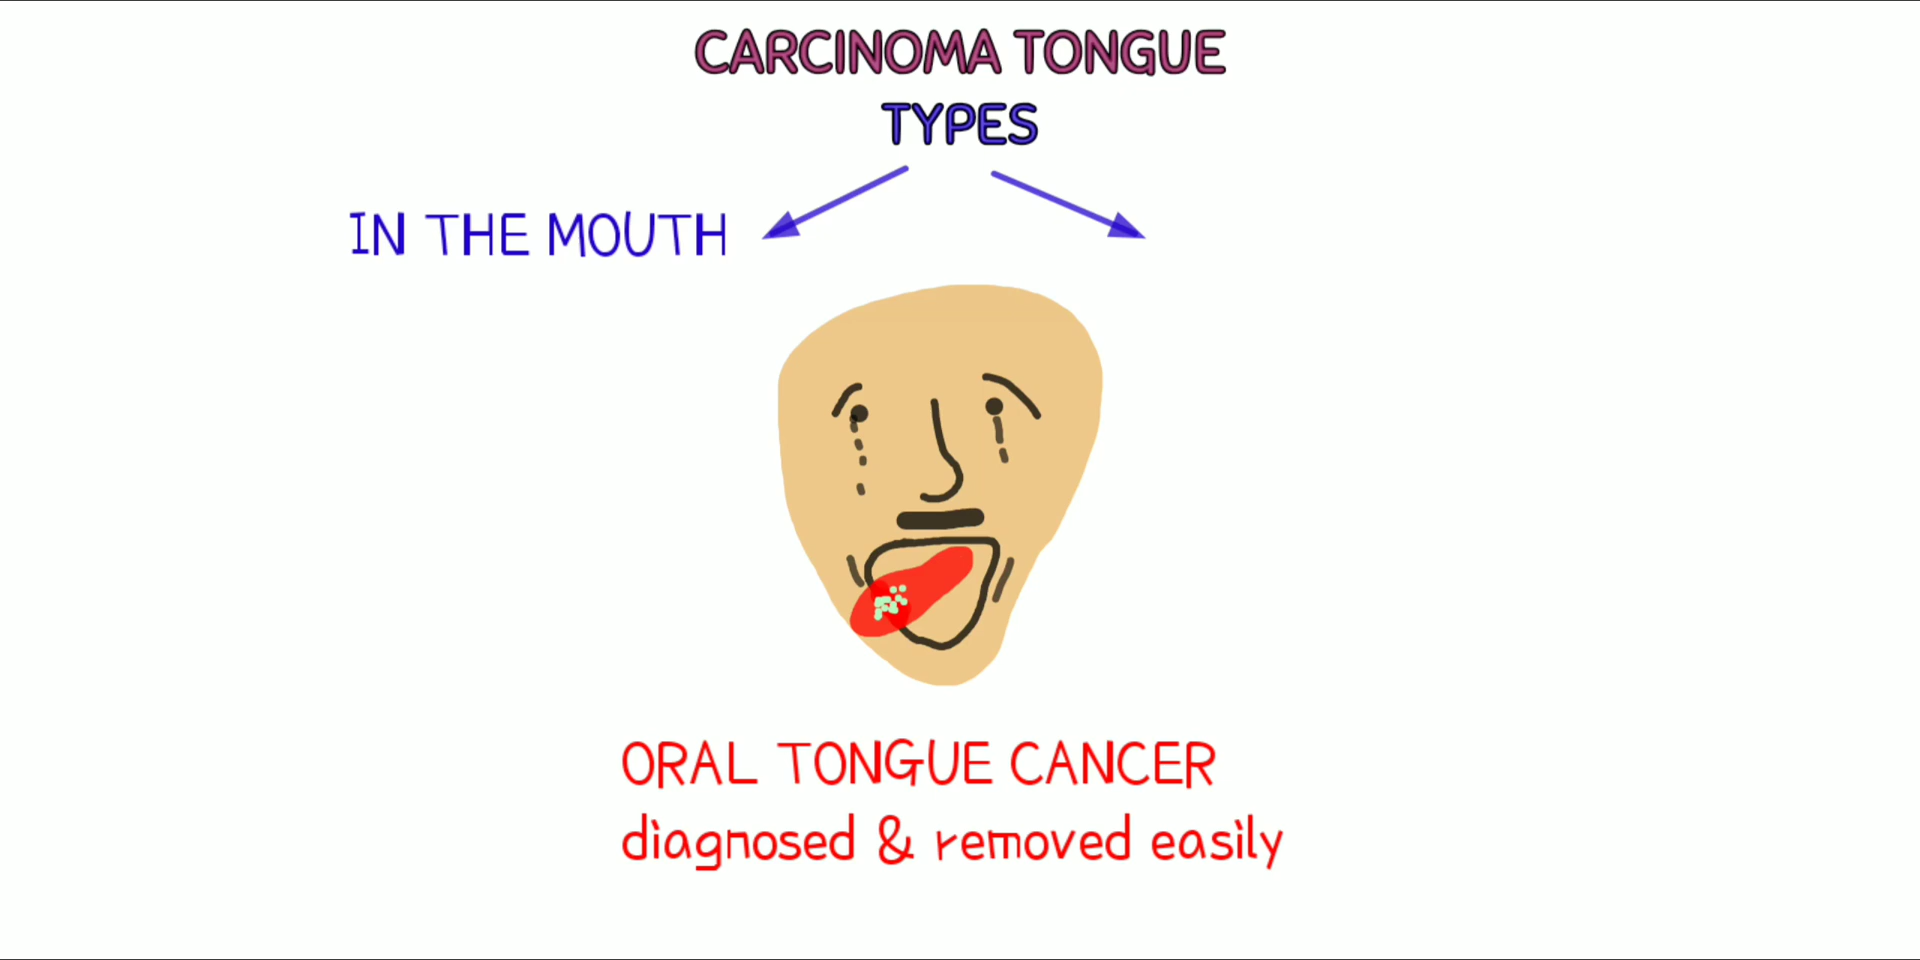 CARCINOMA TONGUE
TYPES
IN THE MOUTH
ORAL TONGUE CANCER
diagnosed & removed easily